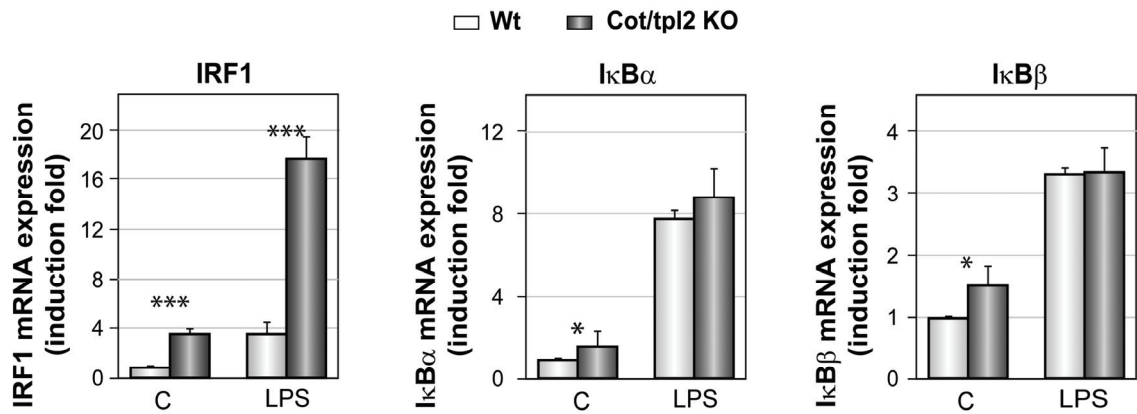 Wt Cot/tpl2 KO
IRF1
IRF1 mRNA expression
(induction fold)
20
16
12
8
4
0
***
***
C LPS
IκBα
IκBα mRNA expression
(induction fold)
12
8
4
0
*
C LPS
IκBβ
IκBβ mRNA expression
(induction fold)
4
3
2
1
0
*
C LPS